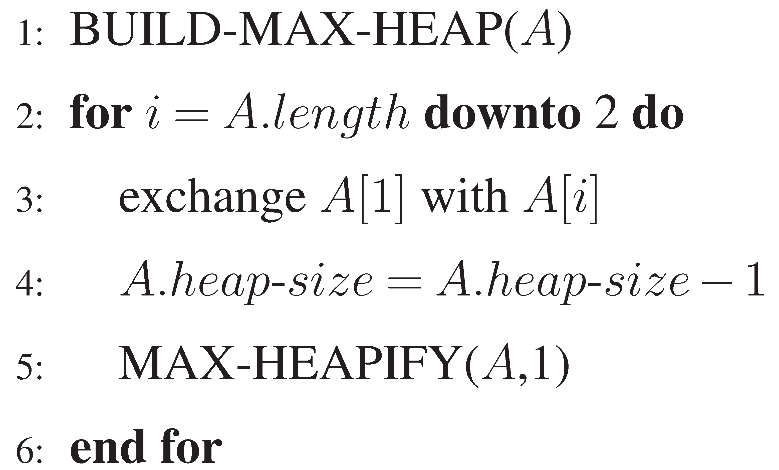 1: BUILD-MAX-HEAP(A)
2: for i = A.length downto 2 do
3: exchange A[1] with A[i]
4: A.heap-size = A.heap-size − 1
5: MAX-HEAPIFY(A,1)
6: end for